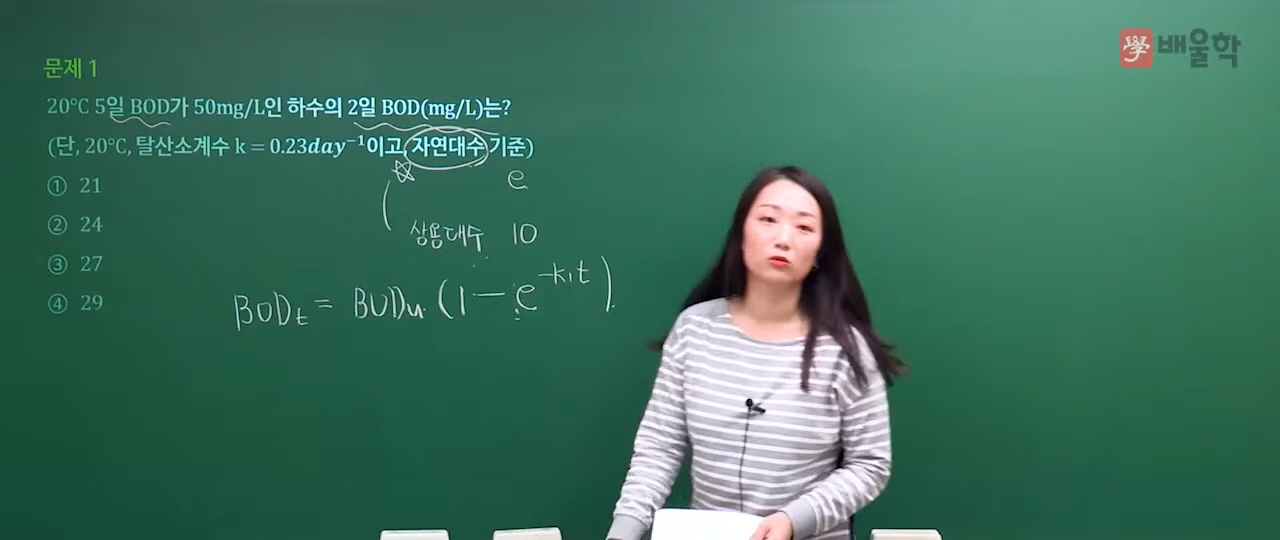 學 배울학
문제 1
20℃ 5일 BOD가 50mg/L인 하수의 2일 BOD(mg/L)는?
(단, 20℃, 탈산소계수 k = 0.23day⁻¹이고, 자연대수 기준)
① 21
② 24
③ 27
④ 29
e
상용대수 10
BODₜ = BODu (1 - e^-k₁t)